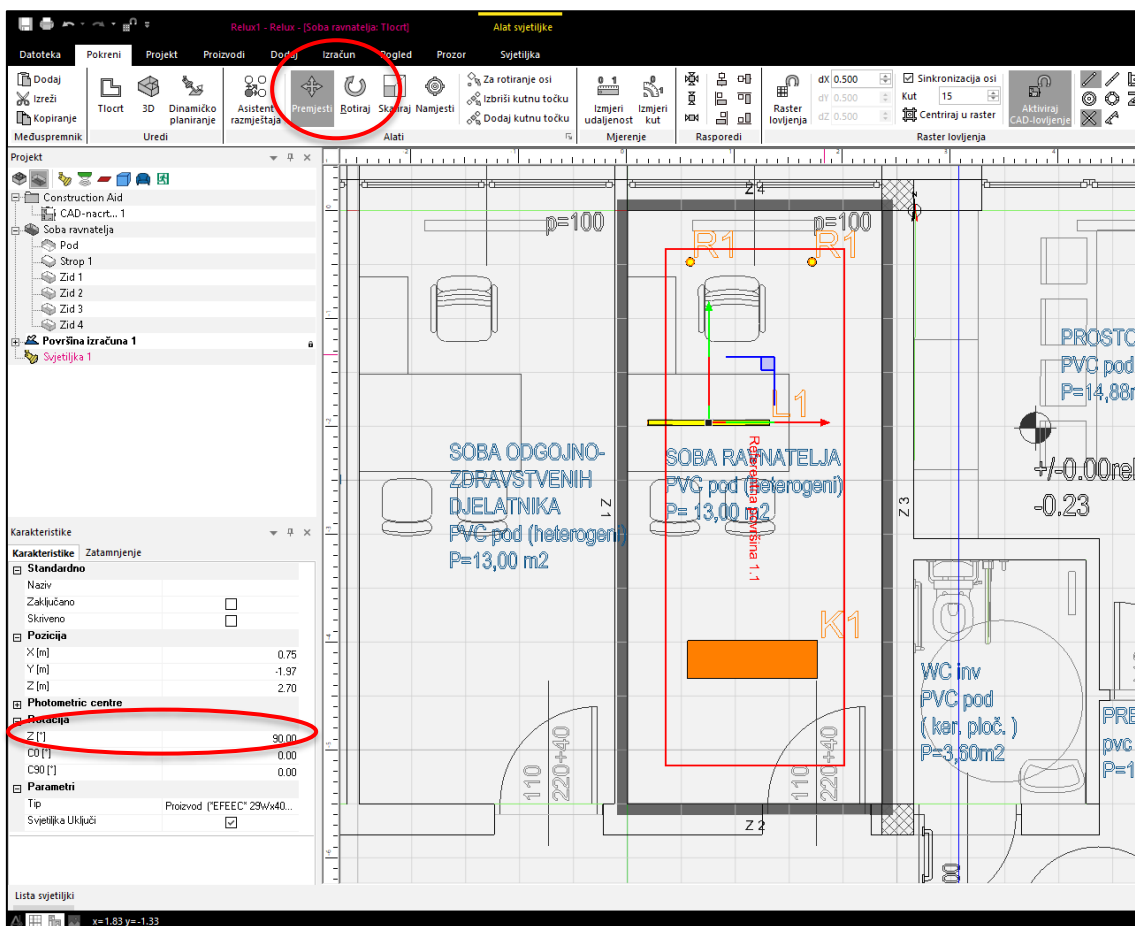 Relux1 - Relux - [Soba ravnatelja: Tlocrt]
Alat svjetiljke
Datoteka Pokreni Projekt Proizvodi Dodaj Izračun Pogled Prozor Svjetiljka
Dodaj
Izreži
Kopiranje
Međuspremnik
Tlocrt
3D
Dinamičko
planiranje
Uredi
Asistent
razmještaja
Premjesti
Rotiraj
Skaliraj
Namjesti
Za rotiranje osi
Izbriši kutnu točku
Dodaj kutnu točku
Alati
Izmjeri
udaljenost
Izmjeri
kut
Mjerenje
Rasporedi
Raster
lovljenja
dX 0.500
dY 0.500
dZ 0.500
Sinkronizacija osi
Kut 15
Centriraj u raster
Aktiviraj
CAD-lovljenje
Raster lovljenja
Projekt
Construction Aid
CAD-nacrt... 1
Soba ravnatelja
Pod
Strop 1
Zid 1
Zid 2
Zid 3
Zid 4
Površina izračuna 1
Svjetiljka 1
Karakteristike
Karakteristike Zatamnjenje
Standardno
Naziv
Zaključano
Skriveno
Pozicija
X [m] 0.75
Y [m] -1.97
Z [m] 2.70
Photometric centre
Rotacija
Z [°] 90.00
C0 [°] 0.00
C90 [°] 0.00
Parametri
Tip Proizvod ("EFEEC" 29Wx40...
Svjetiljka Uključi
Lista svjetiljki
x=1.83 y=-1.33
Z 4
p=100
p=100
R1
R1
L1
K1
Z 1
Z 3
Z 2
Referentna površina 1.1
SOBA ODGOJNO-
ZDRAVSTVENIH
DJELATNIKA
PVC pod (heterogeni)
P=13,00 m2
SOBA RAVNATELJA
PVC pod (heterogeni)
P= 13,00 m2
PROSTO
PVC pod
P=14,88
+/-0.00rel
-0.23
WC inv
PVC pod
( ker. ploč. )
P=3,60m2
PRE
pvc
P=1
110
220+40
110
220+40